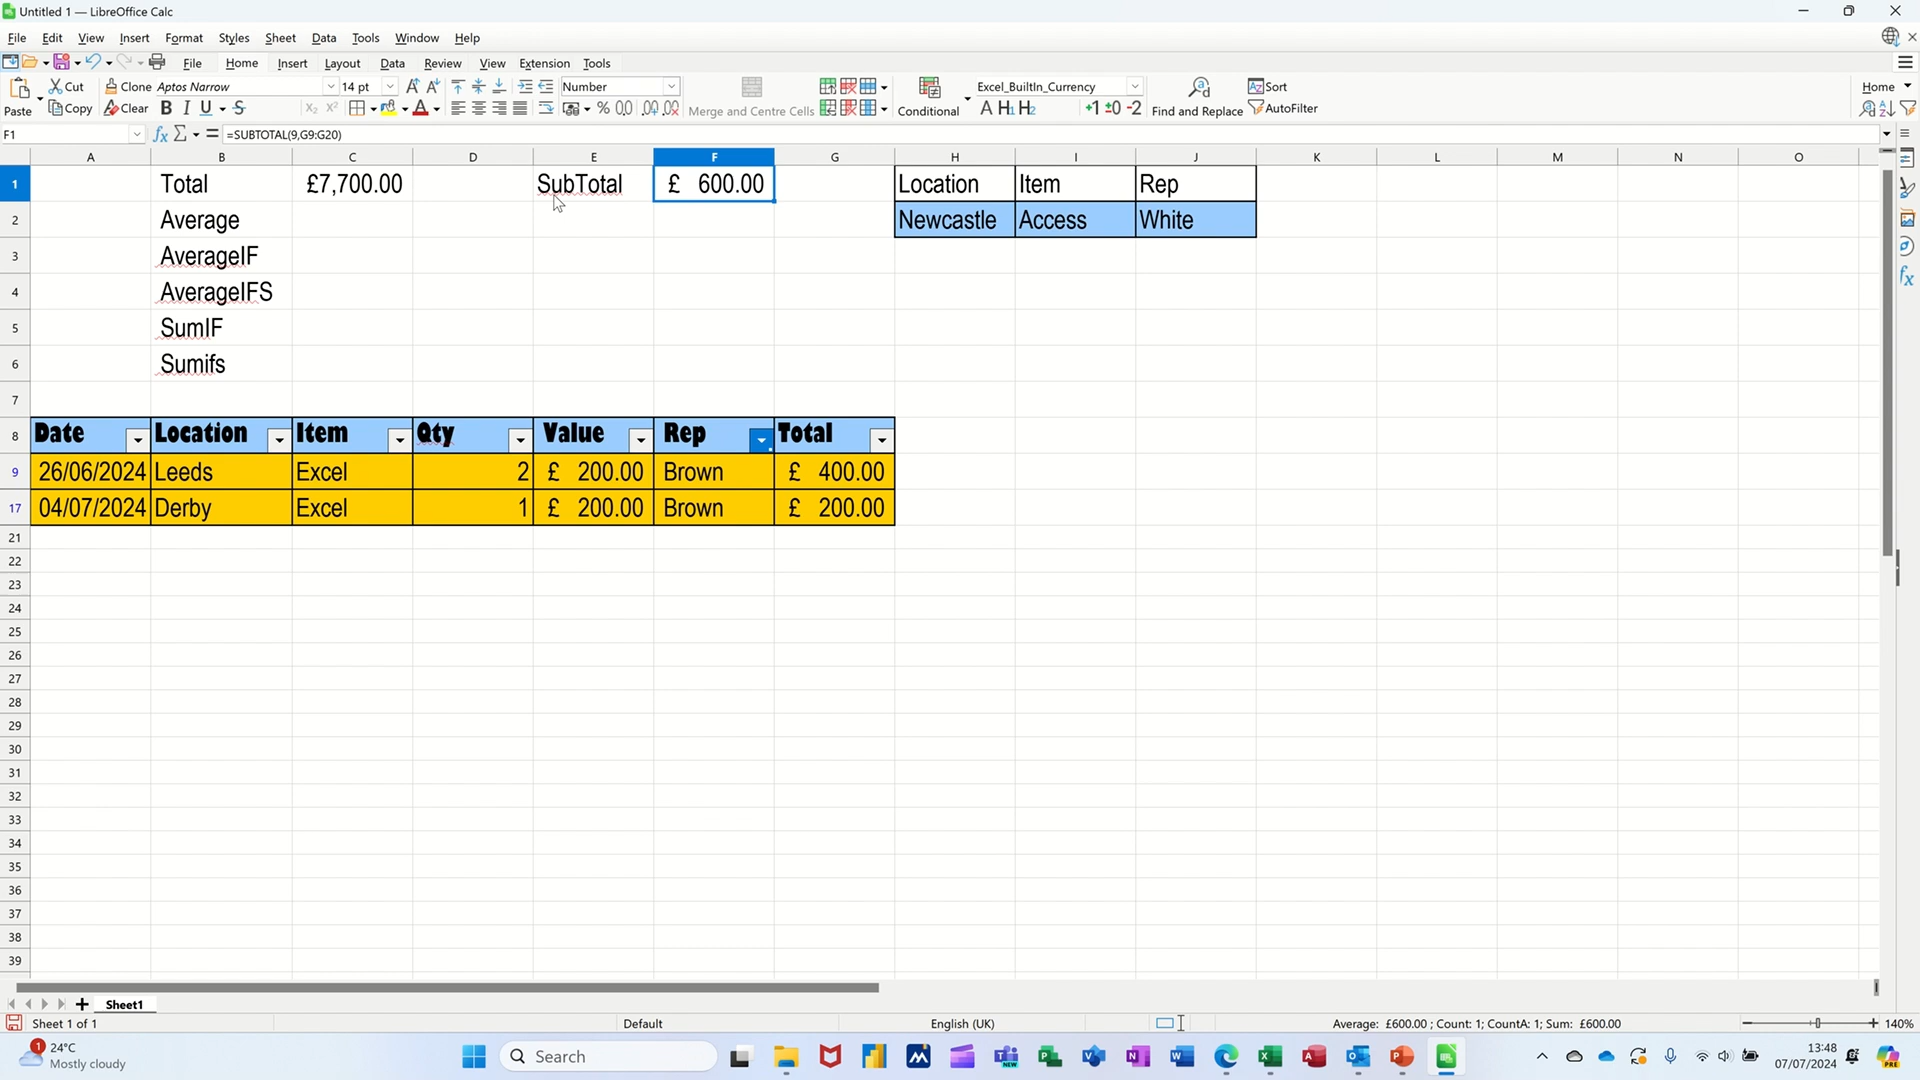 Untitled 1 — LibreOffice Calc
File Edit View Insert Format Styles Sheet Data Tools Window Help
File Home Insert Layout Data Review View Extension Tools
Paste Cut Clone Aptos Narrow 14 pt Number Merge and Centre Cells Conditional Excel_BuiltIn_Currency Find and Replace Sort Home
Copy Clear AutoFilter
F1 =SUBTOTAL(9,G9:G20)
A B C D E F G H I J K L M N O
1 Total £7,700.00 SubTotal £ 600.00 Location Item Rep
2 Average Newcastle Access White
3 AverageIF
4 AverageIFS
5 SumIF
6 Sumifs
7
8 Date Location Item Qty Value Rep Total
9 26/06/2024 Leeds Excel 2 £ 200.00 Brown £ 400.00
17 04/07/2024 Derby Excel 1 £ 200.00 Brown £ 200.00
21
22
23
24
25
26
27
28
29
30
31
32
33
34
35
36
37
38
39
Sheet1
Sheet 1 of 1 Default English (UK) Average: £600.00 ; Count: 1; CountA: 1; Sum: £600.00 140%
1 24°C
Mostly cloudy
Search
13:48
07/07/2024